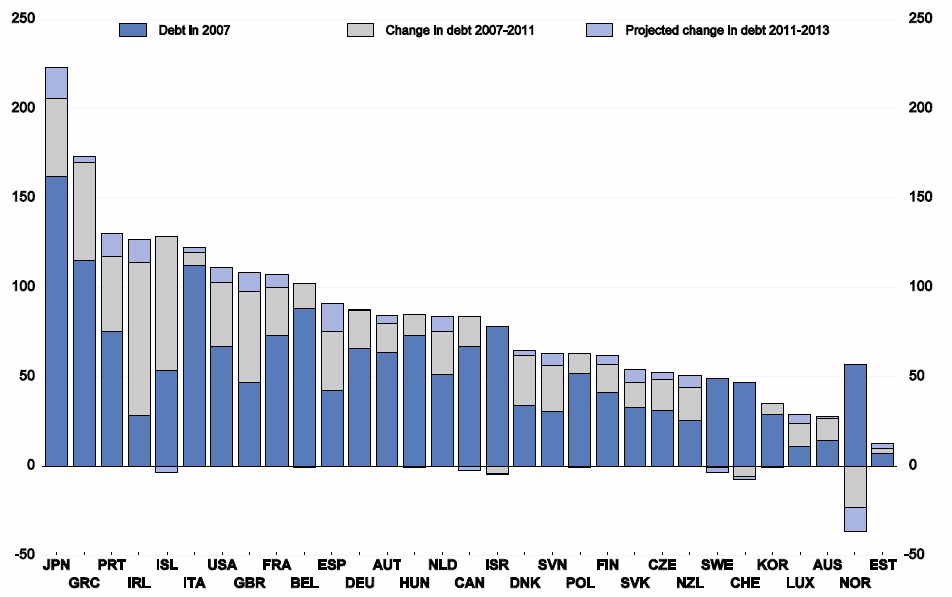 250 250
Debt in 2007 Change in debt 2007-2011 Projected change in debt 2011-2013
200 200
150 150
100 100
50 50
0 0
-50 -50
JPN PRT ISL USA FRA ESP AUT NLD ISR SVN FIN CZE SWE KOR AUS EST
GRC IRL ITA GBR BEL DEU HUN CAN DNK POL SVK NZL CHE LUX NOR